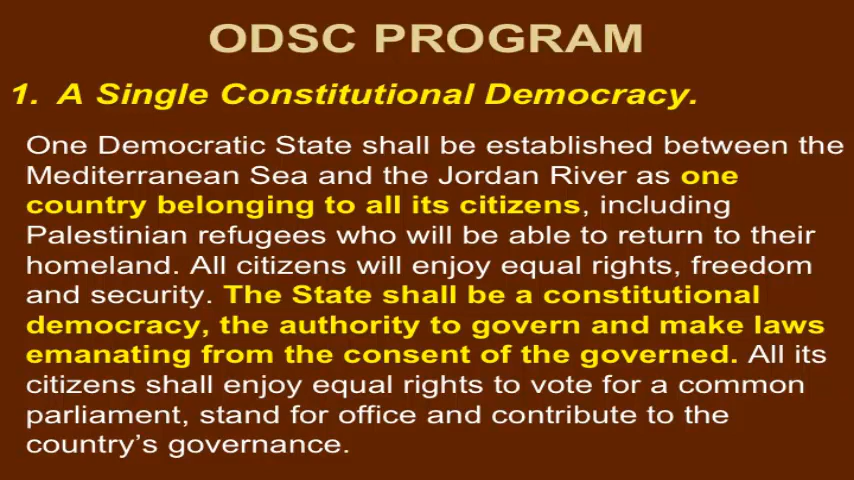 ODSC PROGRAM
1. A Single Constitutional Democracy.
One Democratic State shall be established between the
Mediterranean Sea and the Jordan River as one
country belonging to all its citizens, including
Palestinian refugees who will be able to return to their
homeland. All citizens will enjoy equal rights, freedom
and security. The State shall be a constitutional
democracy, the authority to govern and make laws
emanating from the consent of the governed. All its
citizens shall enjoy equal rights to vote for a common
parliament, stand for office and contribute to the
country’s governance.